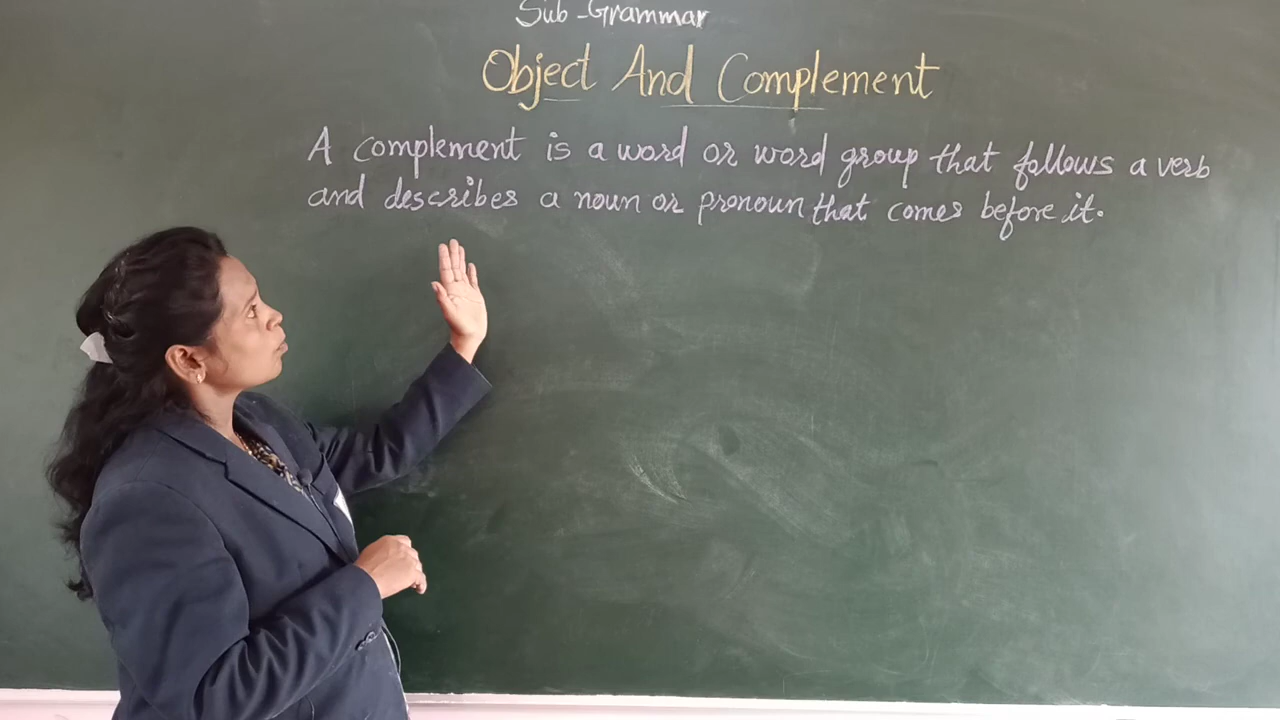 Sub-Grammar
Object And Complement
A complement is a word or word group that follows a verb
and describes a noun or pronoun that comes before it.